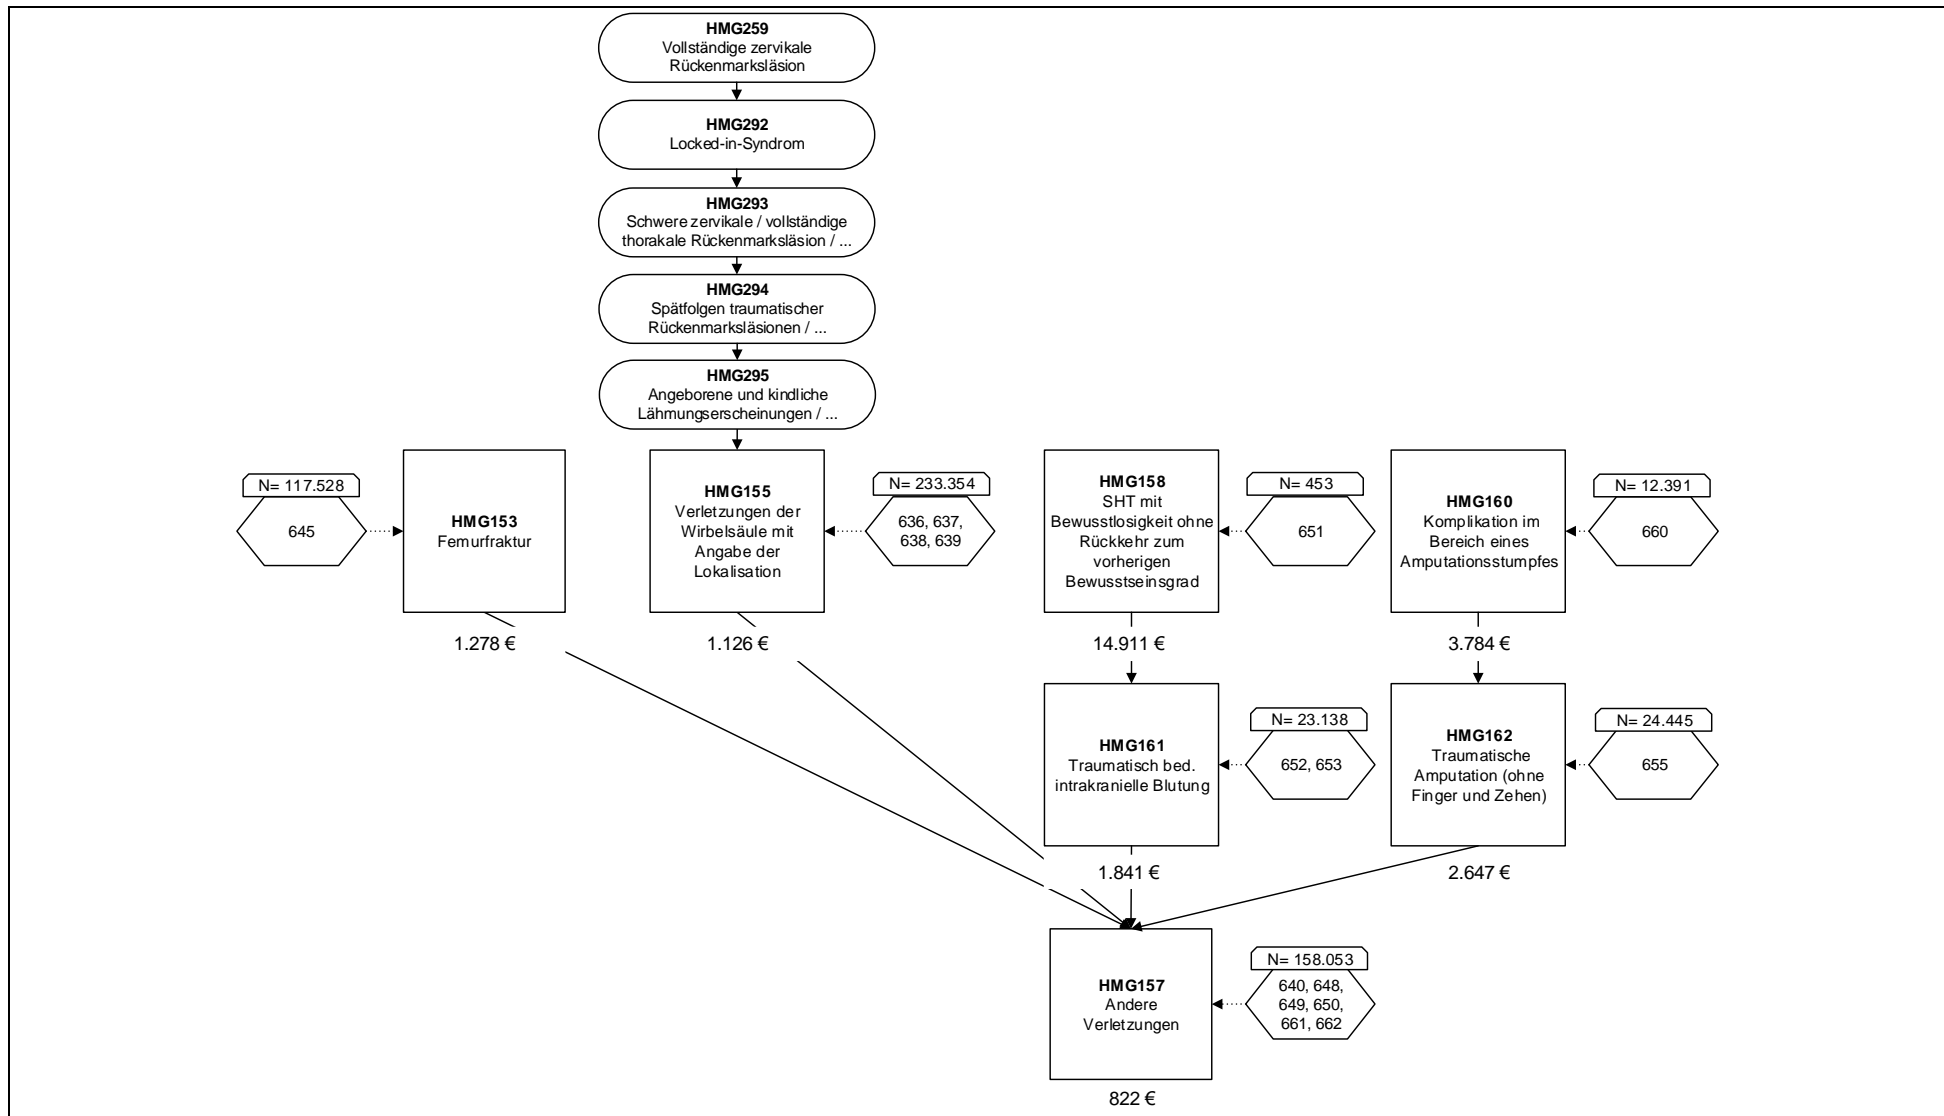 HMG259
Vollständige zervikale
Rückenmarksläsion
HMG292
Locked-in-Syndrom
HMG293
Schwere zervikale / vollständige
thorakale Rückenmarksläsion / ...
HMG294
Spätfolgen traumatischer
Rückenmarksläsionen / ...
HMG295
Angeborene und kindliche
Lähmungserscheinungen / ...
N= 117.528
645
HMG153
Femurfraktur
1.278 €
HMG155
Verletzungen der
Wirbelsäule mit
Angabe der
Lokalisation
1.126 €
N= 233.354
636, 637,
638, 639
HMG158
SHT mit
Bewusstlosigkeit ohne
Rückkehr zum
vorherigen
Bewusstseinsgrad
14.911 €
N= 453
651
HMG160
Komplikation im
Bereich eines
Amputationsstumpfes
3.784 €
N= 12.391
660
HMG161
Traumatisch bed.
intrakranielle Blutung
1.841 €
N= 23.138
652, 653
HMG162
Traumatische
Amputation (ohne
Finger und Zehen)
2.647 €
N= 24.445
655
HMG157
Andere
Verletzungen
822 €
N= 158.053
640, 648,
649, 650,
661, 662